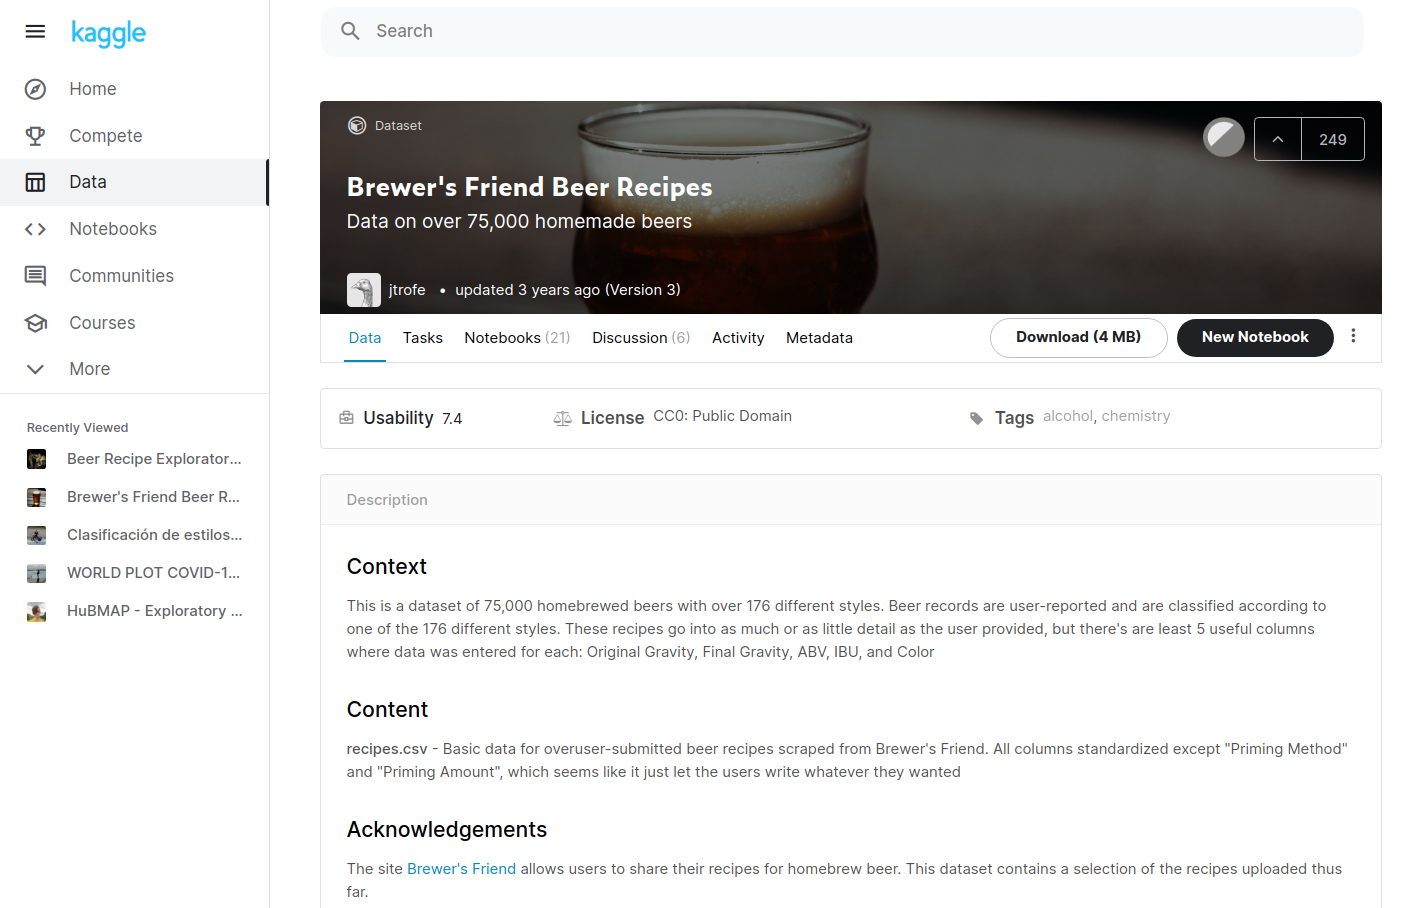 kaggle
Search
Home
Compete
Data
Notebooks
Communities
Courses
More
Recently Viewed
Beer Recipe Explorator...
Brewer's Friend Beer R...
Clasificación de estilos...
WORLD PLOT COVID-1...
HuBMAP - Exploratory ...
Dataset
249
Brewer's Friend Beer Recipes
Data on over 75,000 homemade beers
jtrofe • updated 3 years ago (Version 3)
Data Tasks Notebooks (21) Discussion (6) Activity Metadata Download (4 MB) New Notebook
Usability 7.4 License CC0: Public Domain Tags alcohol, chemistry
Description
Context
This is a dataset of 75,000 homebrewed beers with over 176 different styles. Beer records are user-reported and are classified according to
one of the 176 different styles. These recipes go into as much or as little detail as the user provided, but there's are least 5 useful columns
where data was entered for each: Original Gravity, Final Gravity, ABV, IBU, and Color
Content
recipes.csv - Basic data for overuser-submitted beer recipes scraped from Brewer's Friend. All columns standardized except "Priming Method"
and "Priming Amount", which seems like it just let the users write whatever they wanted
Acknowledgements
The site Brewer's Friend allows users to share their recipes for homebrew beer. This dataset contains a selection of the recipes uploaded thus
far.